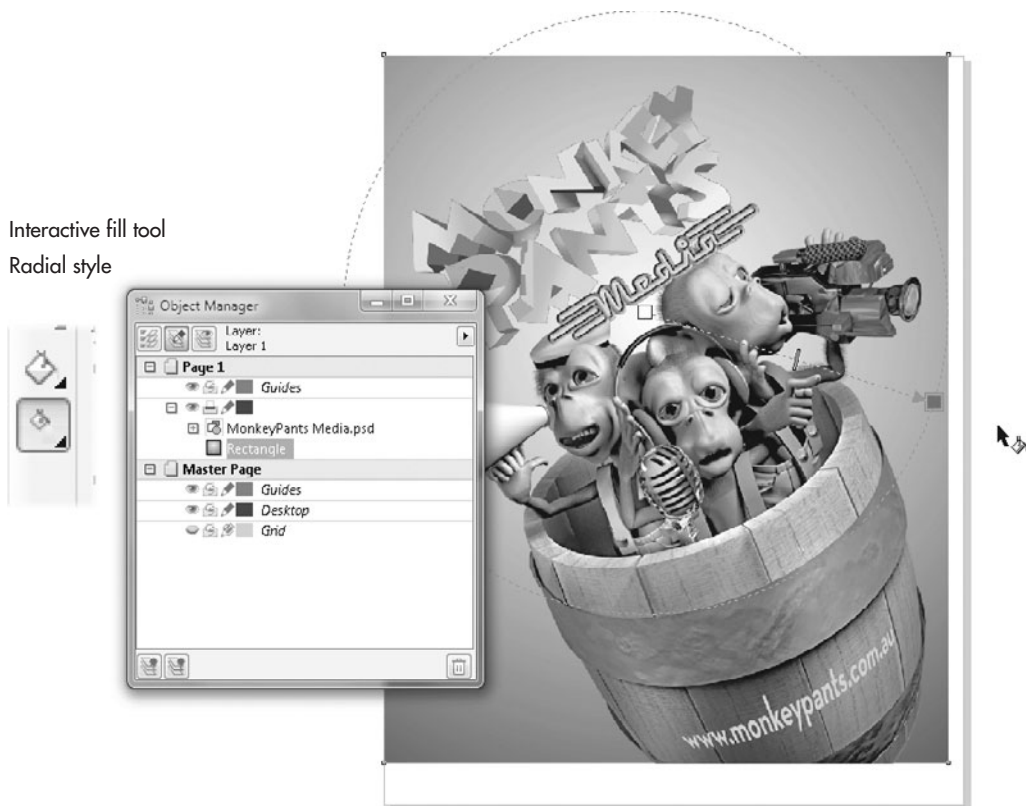 Interactive fill tool
Radial style
Object Manager
Layer:
Layer 1
Page 1
Guides
MonkeyPants Media.psd
Rectangle
Master Page
Guides
Desktop
Grid
MONKEY
PANTS
Media
www.monkeypants.com.au